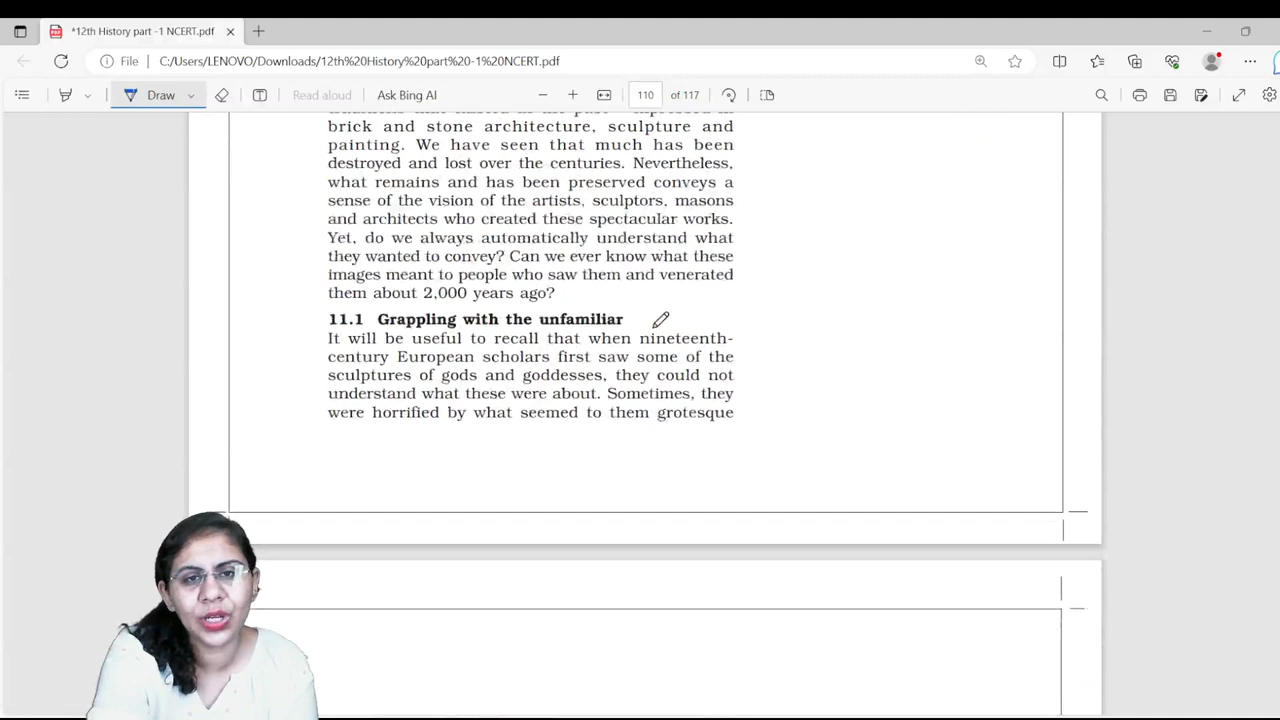 *12th History part -1 NCERT.pdf
File
C:/Users/LENOVO/Downloads/12th%20History%20part%20-1%20NCERT.pdf
Draw
Read aloud
Ask Bing AI
110
of 117
brick and stone architecture, sculpture and
painting. We have seen that much has been
destroyed and lost over the centuries. Nevertheless,
what remains and has been preserved conveys a
sense of the vision of the artists, sculptors, masons
and architects who created these spectacular works.
Yet, do we always automatically understand what
they wanted to convey? Can we ever know what these
images meant to people who saw them and venerated
them about 2,000 years ago?
11.1 Grappling with the unfamiliar
It will be useful to recall that when nineteenth-
century European scholars first saw some of the
sculptures of gods and goddesses, they could not
understand what these were about. Sometimes, they
were horrified by what seemed to them grotesque